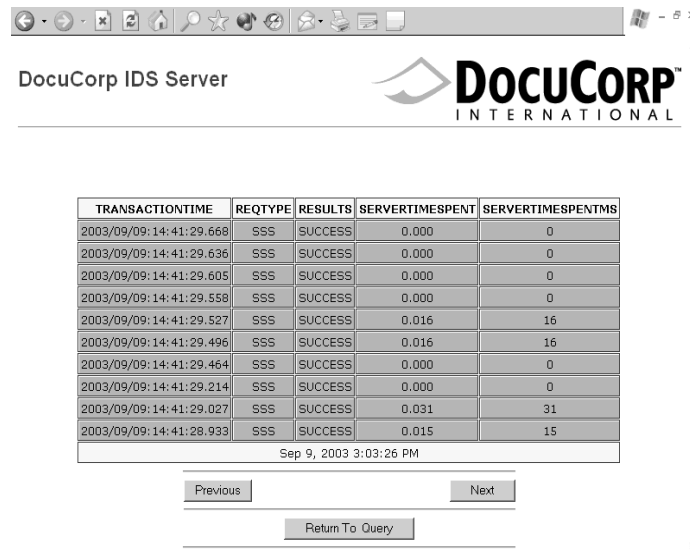 DocuCorp IDS Server
DOCUCORP™
INTERNATIONAL
TRANSACTIONTIME REQTYPE RESULTS SERVERTIMESPENT SERVERTIMESPENTMS
2003/09/09:14:41:29.668 SSS SUCCESS 0.000 0
2003/09/09:14:41:29.636 SSS SUCCESS 0.000 0
2003/09/09:14:41:29.605 SSS SUCCESS 0.000 0
2003/09/09:14:41:29.558 SSS SUCCESS 0.000 0
2003/09/09:14:41:29.527 SSS SUCCESS 0.016 16
2003/09/09:14:41:29.496 SSS SUCCESS 0.016 16
2003/09/09:14:41:29.464 SSS SUCCESS 0.000 0
2003/09/09:14:41:29.214 SSS SUCCESS 0.000 0
2003/09/09:14:41:29.027 SSS SUCCESS 0.031 31
2003/09/09:14:41:28.933 SSS SUCCESS 0.015 15
Sep 9, 2003 3:03:26 PM
Previous Next
Return To Query